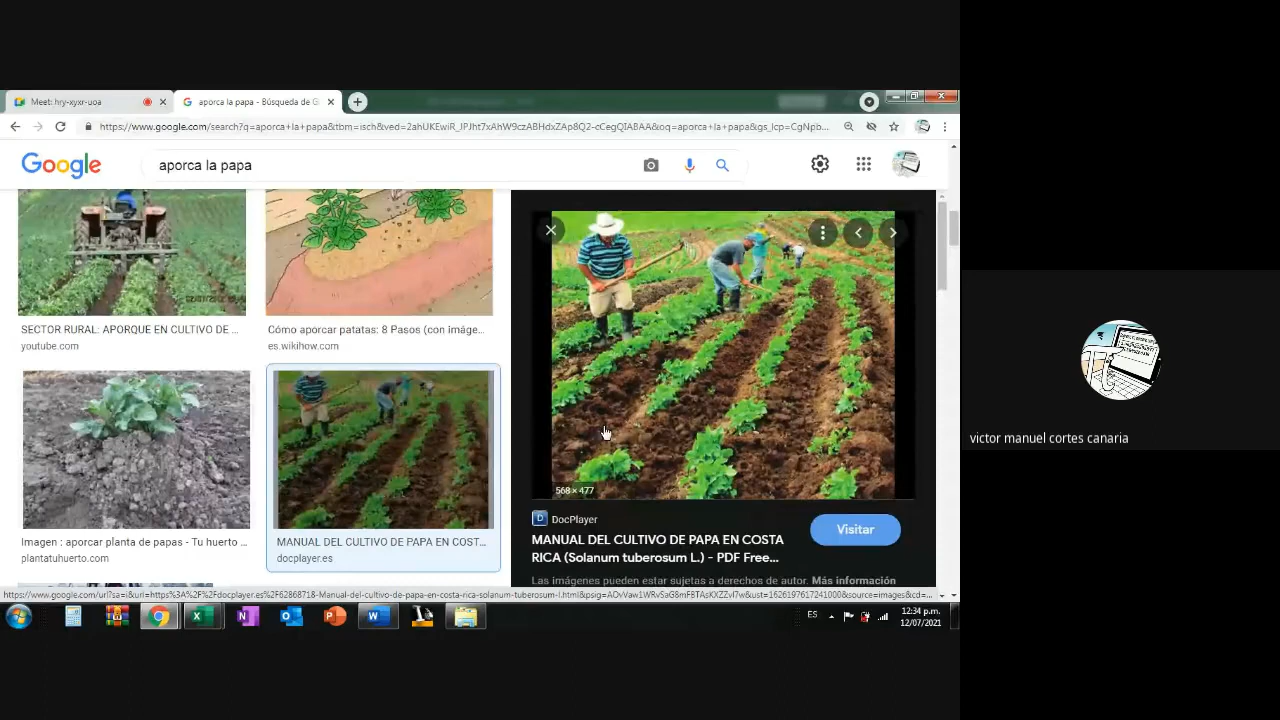 Meet: hry-xyxr-uoa
aporca la papa - Búsqueda de G
https://www.google.com/search?q=aporca+la+papa&tbm=isch&ved=2ahUKEwiR_JPJht7xAhW9czABHdxZAp8Q2-cCegQIABAA&oq=aporca+la+papa&gs_lcp=CgNpb...
Google
aporca la papa
SECTOR RURAL: APORQUE EN CULTIVO DE ...
youtube.com
Cómo aporcar patatas: 8 Pasos (con imáge...
es.wikihow.com
568 × 477
D DocPlayer
MANUAL DEL CULTIVO DE PAPA EN COSTA
RICA (Solanum tuberosum L.) - PDF Free...
Visitar
Las imágenes pueden estar sujetas a derechos de autor. Más información
Imagen : aporcar planta de papas - Tu huerto ...
plantatuhuerto.com
MANUAL DEL CULTIVO DE PAPA EN COST...
docplayer.es
victor manuel cortes canaria
ES
12:34 p.m.
12/07/2021